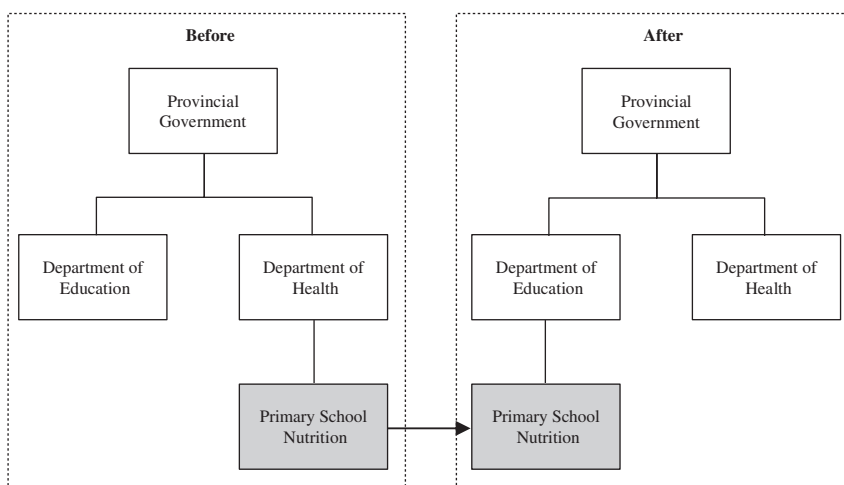 Before
Provincial
Government
Department of
Education
Department of
Health
Primary School
Nutrition
After
Provincial
Government
Department of
Education
Department of
Health
Primary School
Nutrition